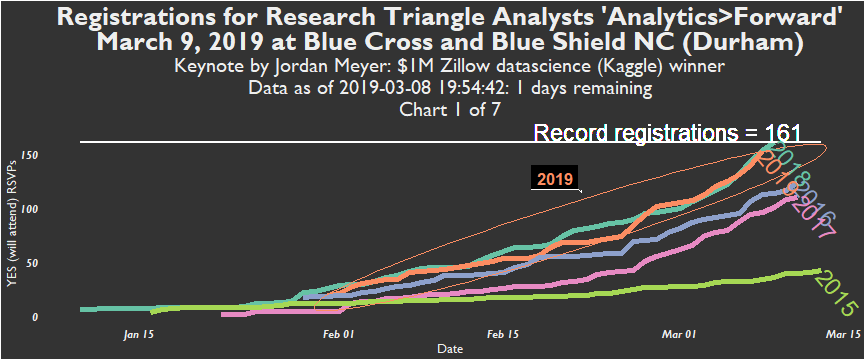 Registrations for Research Triangle Analysts 'Analytics>Forward'
March 9, 2019 at Blue Cross and Blue Shield NC (Durham)
Keynote by Jordan Meyer: $1M Zillow datascience (Kaggle) winner
Data as of 2019-03-08 19:54:42: 1 days remaining
Chart 1 of 7
Record registrations = 161
YES (will attend) RSVPs
150
100
50
0
2019
2018
2019
2016
2017
2015
Jan 15
Feb 01
Feb 15
Mar 01
Mar 15
Date